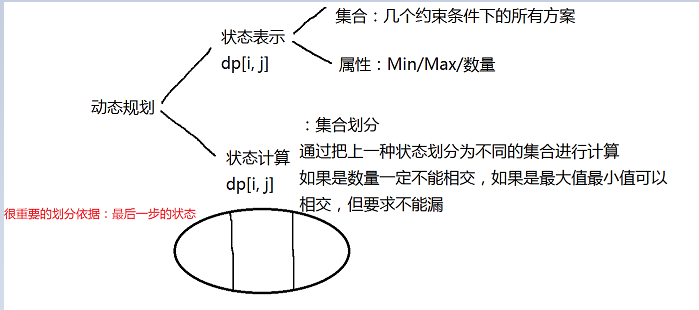 集合：几个约束条件下的所有方案
状态表示
dp[i, j]
属性：Min/Max/数量
动态规划
：集合划分
状态计算
通过把上一种状态划分为不同的集合进行计算
dp[i, j]
如果是数量一定不能相交，如果是最大值最小值可以
相交，但要求不能漏
很重要的划分依据：最后一步的状态